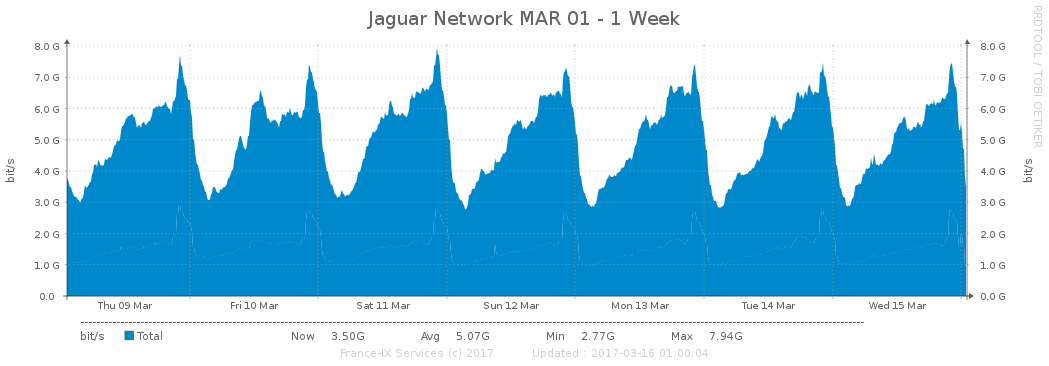 Jaguar Network MAR 01 - 1 Week
RRDTOOL / TOBI OETIKER
bit/s
bit/s
8.0 G 8.0 G
7.0 G 7.0 G
6.0 G 6.0 G
5.0 G 5.0 G
4.0 G 4.0 G
3.0 G 3.0 G
2.0 G 2.0 G
1.0 G 1.0 G
0.0 0.0 G
Thu 09 Mar Fri 10 Mar Sat 11 Mar Sun 12 Mar Mon 13 Mar Tue 14 Mar Wed 15 Mar
bit/s Total Now 3.50G Avg 5.07G Min 2.77G Max 7.94G
France-IX Services (c) 2017 Updated : 2017-03-16 01:00:04